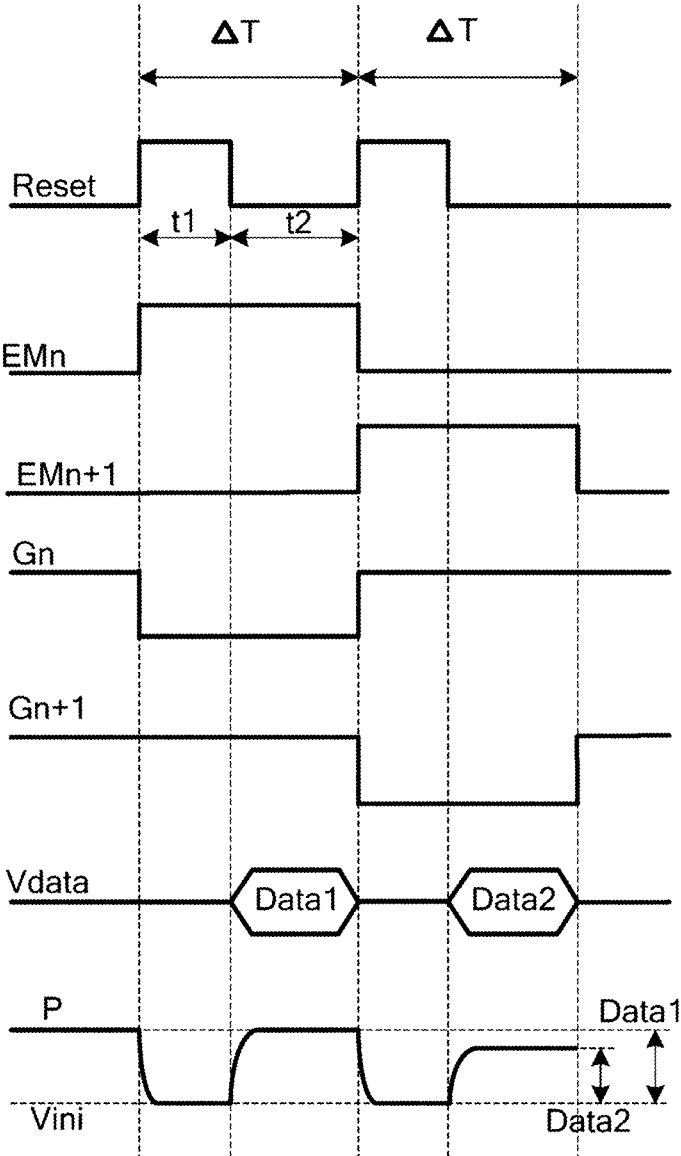 ΔT ΔT
Reset
t1 t2
EMn
EMn+1
Gn
Gn+1
Vdata Data1 Data2
P Data1
Vini Data2